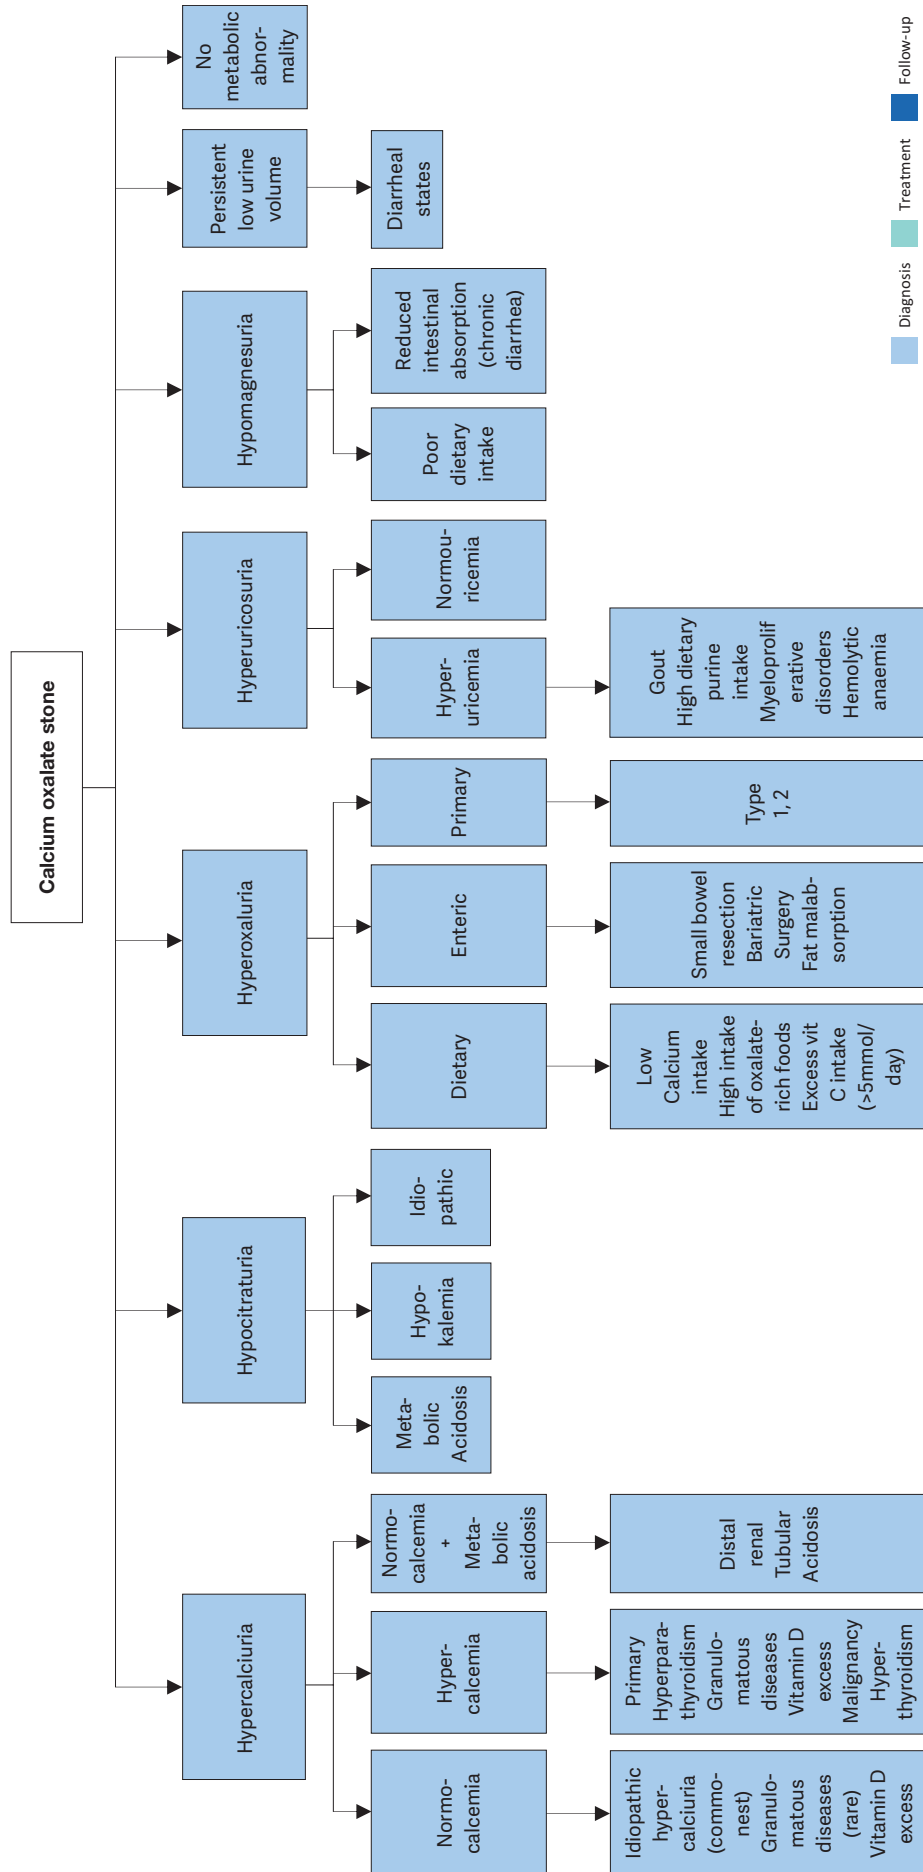 Calcium oxalate stone
Hypercalciuria
Hypocitraturia
Hyperoxaluria
Hyperuricosuria
Hypomagnesuria
Persistent
low urine
volume
No
metabolic
abnor-
mality
Normo-
calcemia
Hyper-
calcemia
Normo-
calcemia
+
Meta-
bolic
acidosis
Meta-
bolic
Acidosis
Hypo-
kalemia
Idio-
pathic
Dietary
Enteric
Primary
Hyper-
uricemia
Normou-
ricemia
Poor
dietary
intake
Reduced
intestinal
absorption
(chronic
diarrhea)
Diarrheal
states
Idiopathic
hyper-
calciuria
(commo-
nest)
Granulo-
matous
diseases
(rare)
Vitamin D
excess
Primary
Hyperpara-
thyroidism
Granulo-
matous
diseases
Vitamin D
excess
Malignancy
Hyper-
thyroidism
Distal
renal
Tubular
Acidosis
Low
Calcium
intake
High intake
of oxalate-
rich foods
Excess vit
C intake
(>5mmol/
day)
Small bowel
resection
Bariatric
Surgery
Fat malab-
sorption
Type
1, 2
Gout
High dietary
purine
intake
Myeloprolif
erative
disorders
Hemolytic
anaemia
Diagnosis
Treatment
Follow-up